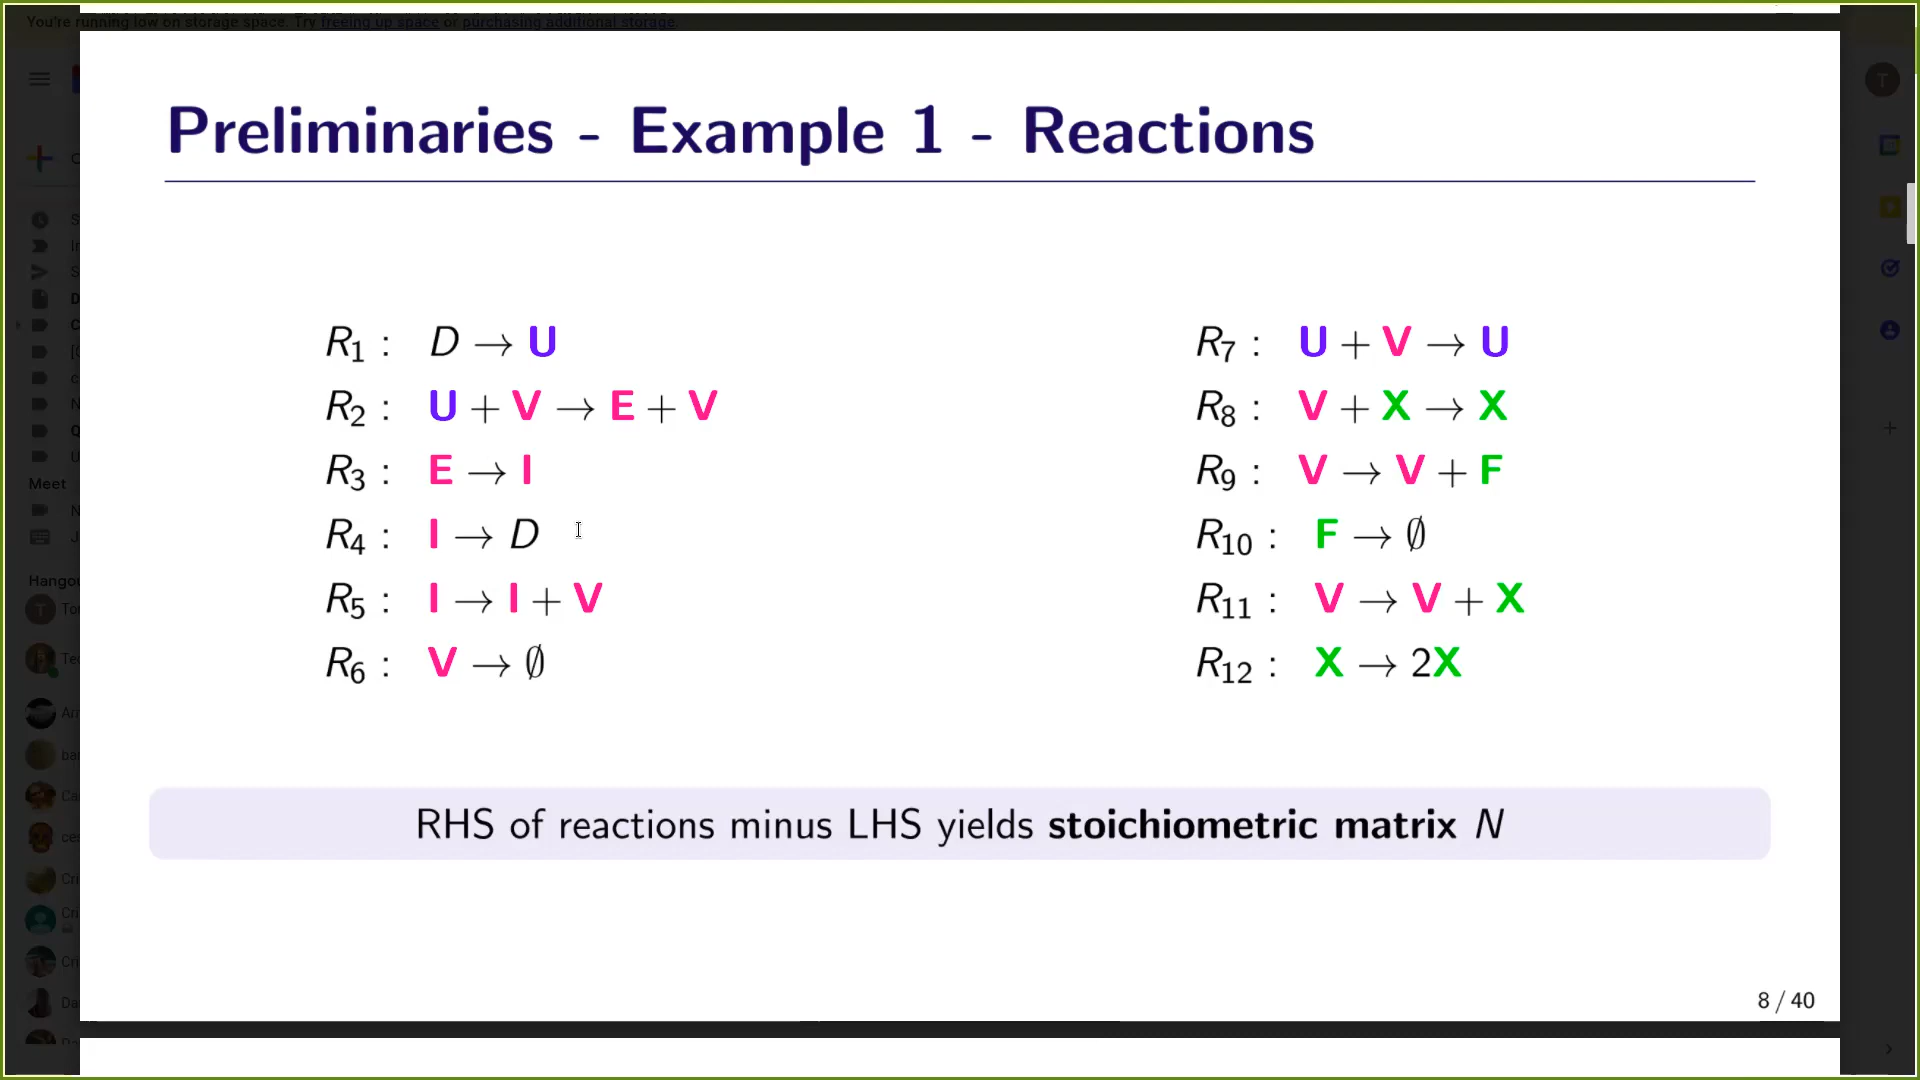 You're running low on storage space. Try freeing up space or purchasing additional storage.
T
Preliminaries - Example 1 - Reactions
R1 : D → U
R2 : U + V → E + V
R3 : E → I
R4 : I → D
R5 : I → I + V
R6 : V → ∅
R7 : U + V → U
R8 : V + X → X
R9 : V → V + F
R10 : F → ∅
R11 : V → V + X
R12 : X → 2X
RHS of reactions minus LHS yields stoichiometric matrix N
8 / 40
Meet